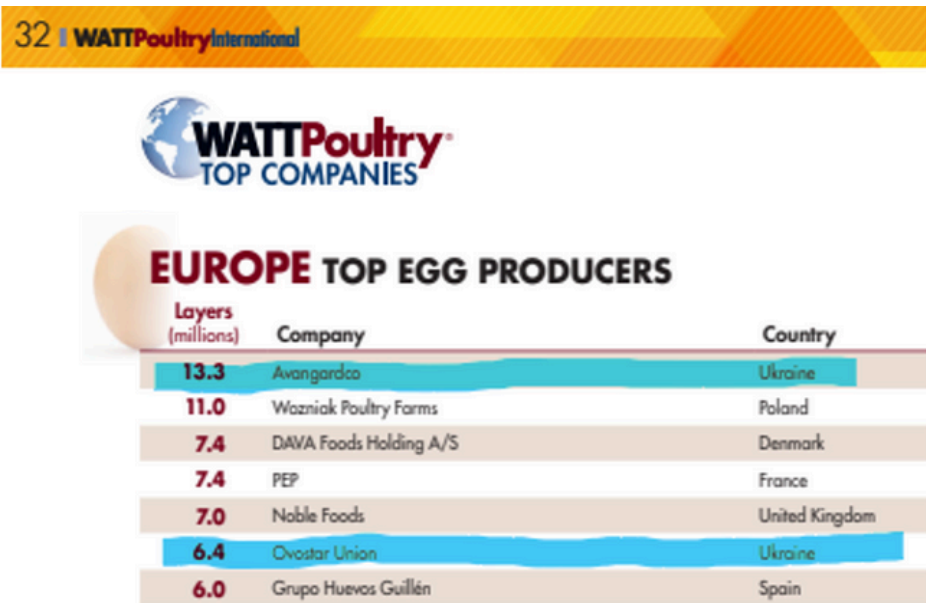 32 | WATTPoultryInternational
WATTPoultry®
TOP COMPANIES
EUROPE TOP EGG PRODUCERS
Layers
(millions) Company Country
13.3 Avangardco Ukraine
11.0 Wozniak Poultry Farms Poland
7.4 DAVA Foods Holding A/S Denmark
7.4 PEP France
7.0 Noble Foods United Kingdom
6.4 Ovostar Union Ukraine
6.0 Grupo Huevos Guillén Spain